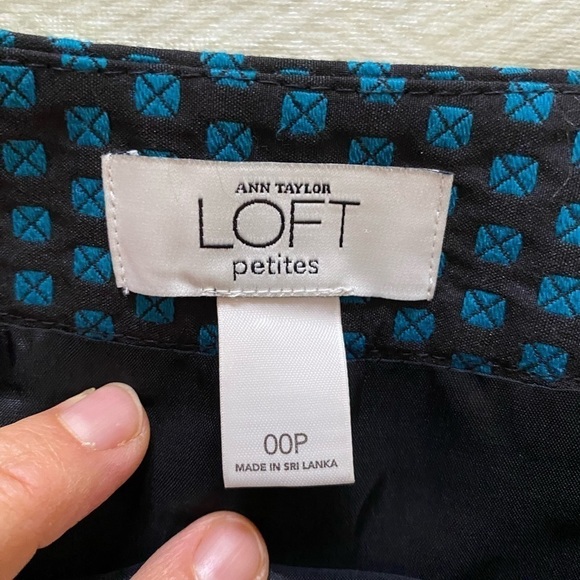 ANN TAYLOR
LOFT
petites
00P
MADE IN SRI LANKA